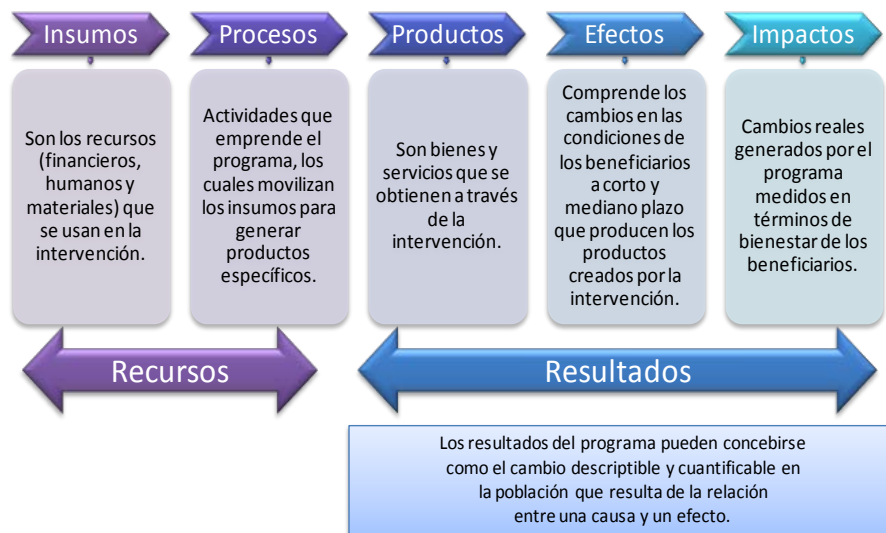 Insumos
Procesos
Productos
Efectos
Impactos
Son los recursos
(financieros,
humanos y
materiales) que
se usan en la
intervención.
Actividades que
emprende el
programa, los
cuales movilizan
los insumos para
generar
productos
específicos.
Son bienes y
servicios que se
obtienen a través
de la
intervención.
Comprende los
cambios en las
condiciones de
los beneficiarios
a corto y
mediano plazo
que producen los
productos
creados por la
intervención.
Cambios reales
generados por el
programa
medidos en
términos de
bienestar de los
beneficiarios.
Recursos
Resultados
Los resultados del programa pueden concebirse
como el cambio descriptible y cuantificable en
la población que resulta de la relación
entre una causa y un efecto.